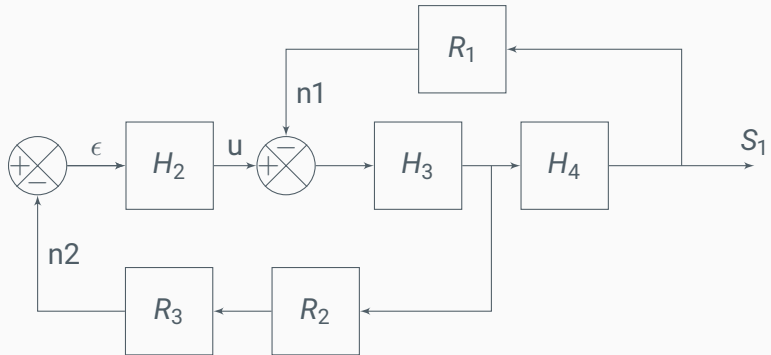 R1
n1
S1
ϵ
H2
u
H3
H4
+
−
+
−
n2
R3
R2